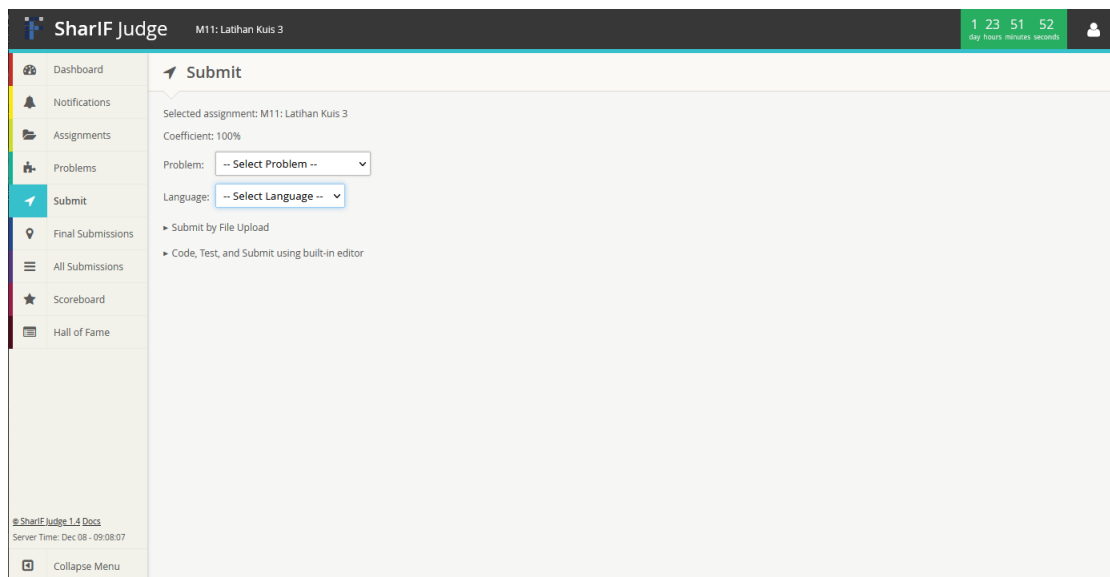 SharIF Judge M11: Latihan Kuis 3
1 23 51 52
day hours minutes seconds
Dashboard
Notifications
Assignments
Problems
Submit
Final Submissions
All Submissions
Scoreboard
Hall of Fame
© SharIF Judge 1.4 Docs
Server Time: Dec 08 - 09:08:07
Collapse Menu
Submit
Selected assignment: M11: Latihan Kuis 3
Coefficient: 100%
Problem: -- Select Problem --
Language: -- Select Language --
▸ Submit by File Upload
▸ Code, Test, and Submit using built-in editor